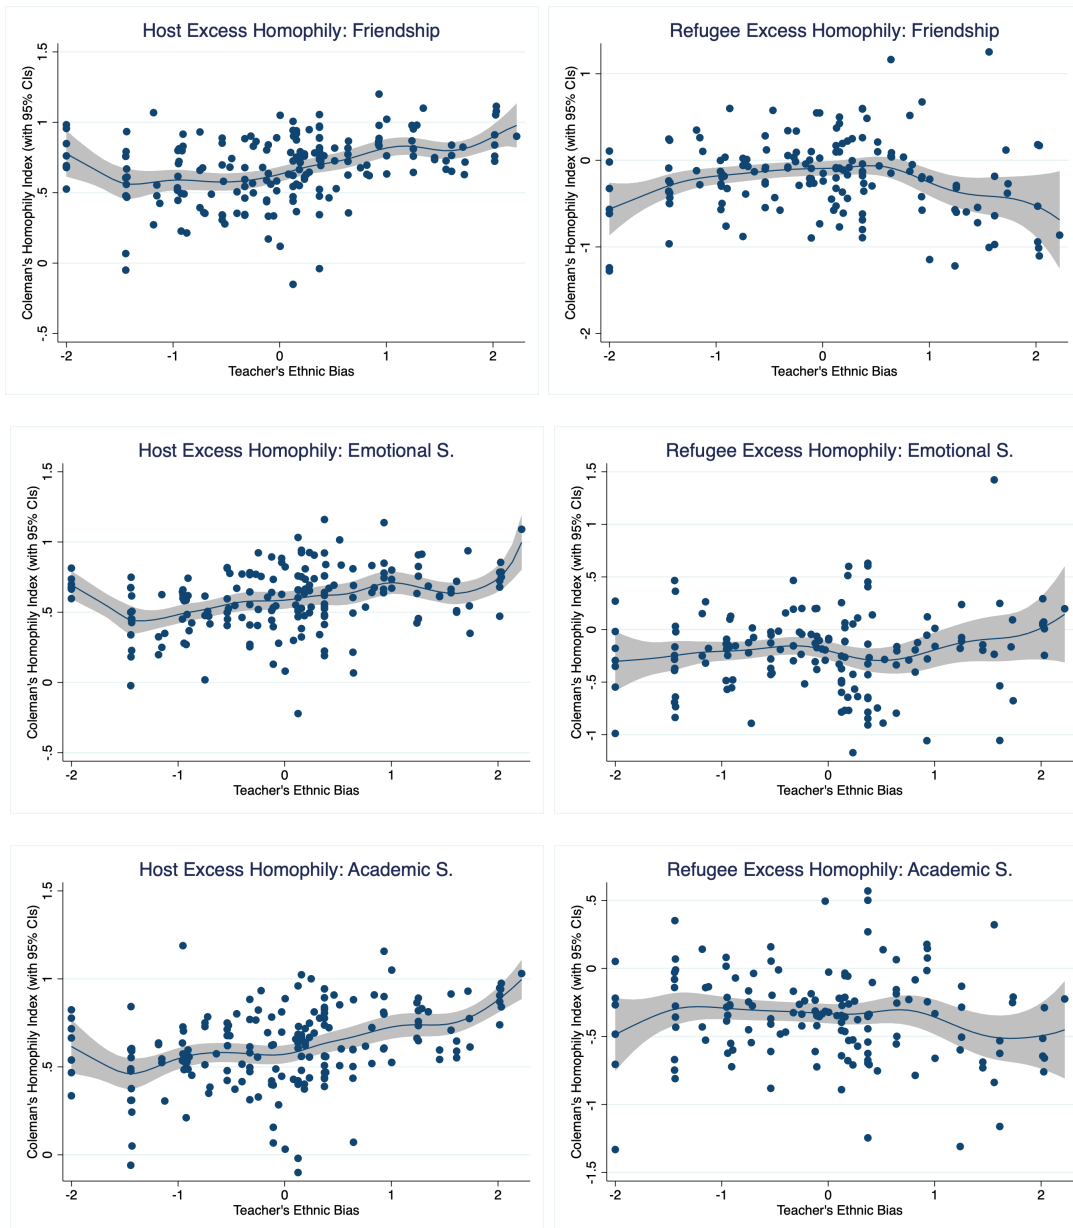 Host Excess Homophily: Friendship
Coleman's Homophily Index (with 95% CIs)
1.5
1
.5
0
-.5
-2 -1 0 1 2
Teacher's Ethnic Bias
Refugee Excess Homophily: Friendship
Coleman's Homophily Index (with 95% CIs)
1
0
-1
-2
-2 -1 0 1 2
Teacher's Ethnic Bias
Host Excess Homophily: Emotional S.
Coleman's Homophily Index (with 95% CIs)
1.5
1
.5
0
-.5
-2 -1 0 1 2
Teacher's Ethnic Bias
Refugee Excess Homophily: Emotional S.
Coleman's Homophily Index (with 95% CIs)
1.5
1
.5
0
-.5
-1
-2 -1 0 1 2
Teacher's Ethnic Bias
Host Excess Homophily: Academic S.
Coleman's Homophily Index (with 95% CIs)
1.5
1
.5
0
-2 -1 0 1 2
Teacher's Ethnic Bias
Refugee Excess Homophily: Academic S.
Coleman's Homophily Index (with 95% CIs)
.5
0
-.5
-1
-1.5
-2 -1 0 1 2
Teacher's Ethnic Bias